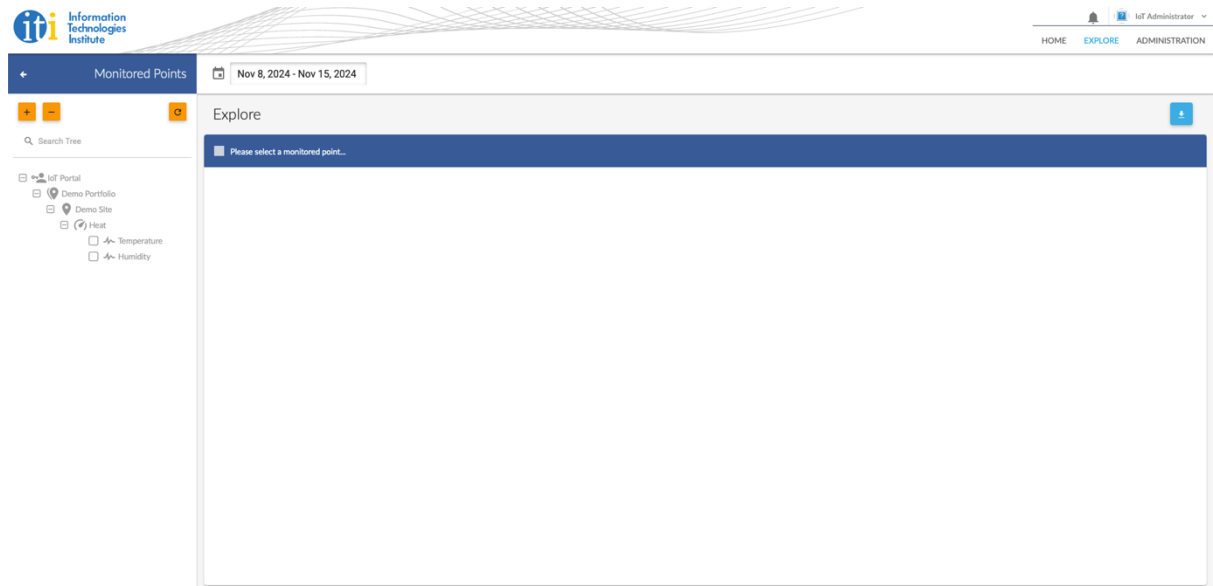 Information
Technologies
Institute
iti
IoT Administrator
HOME EXPLORE ADMINISTRATION
Monitored Points
Nov 8, 2024 - Nov 15, 2024
Explore
Search Tree
Please select a monitored point...
IoT Portal
Demo Portfolio
Demo Site
Heat
Temperature
Humidity